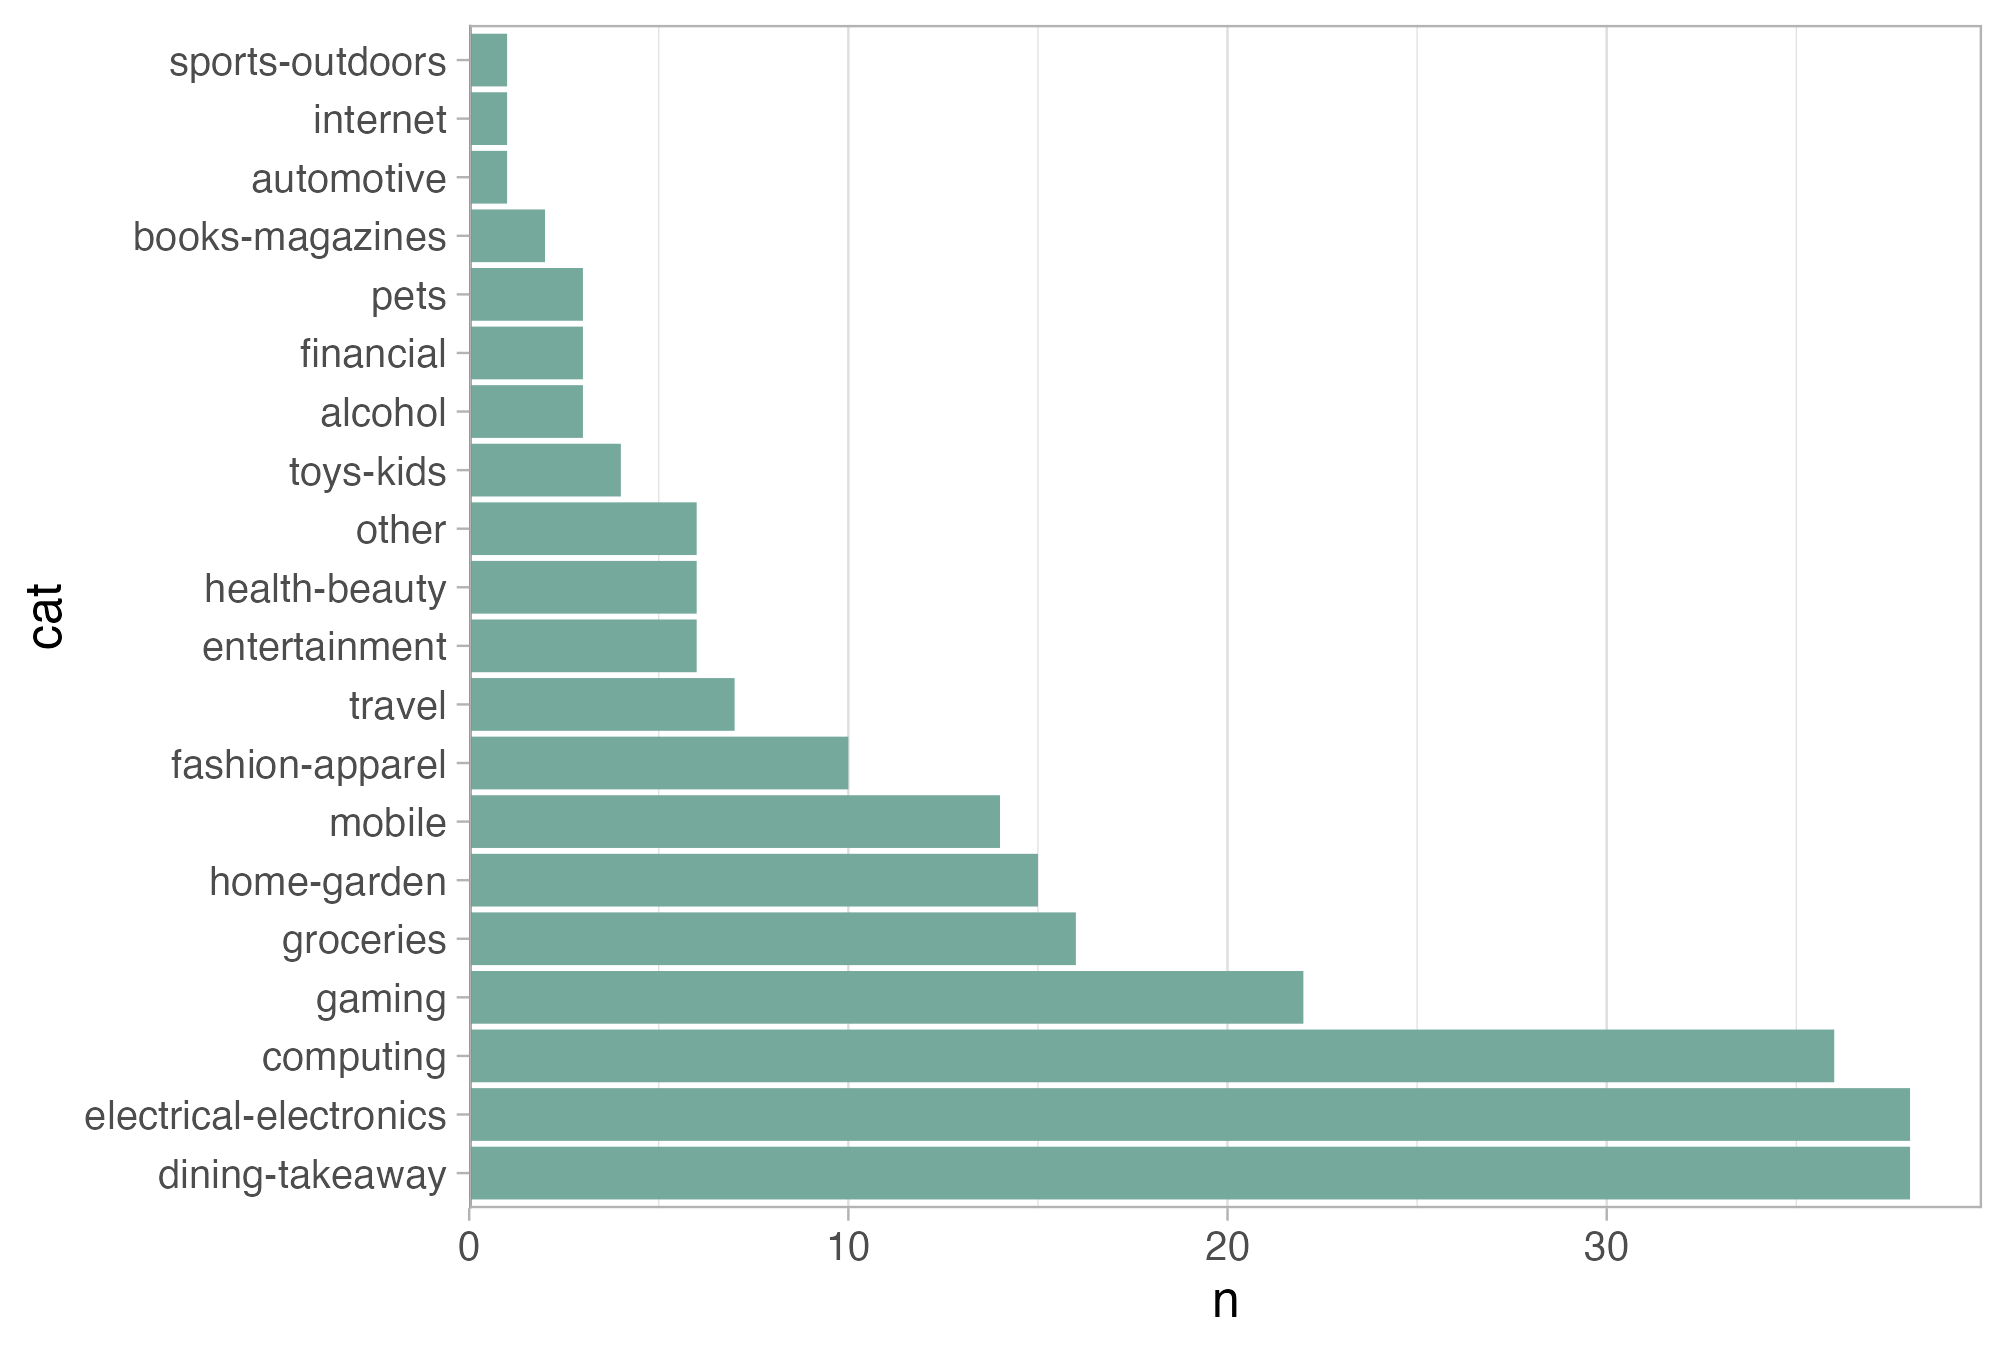 sports-outdoors
internet
automotive
books-magazines
pets
financial
alcohol
toys-kids
other
health-beauty
entertainment
travel
fashion-apparel
mobile
home-garden
groceries
gaming
computing
electrical-electronics
dining-takeaway
cat
0 10 20 30
n